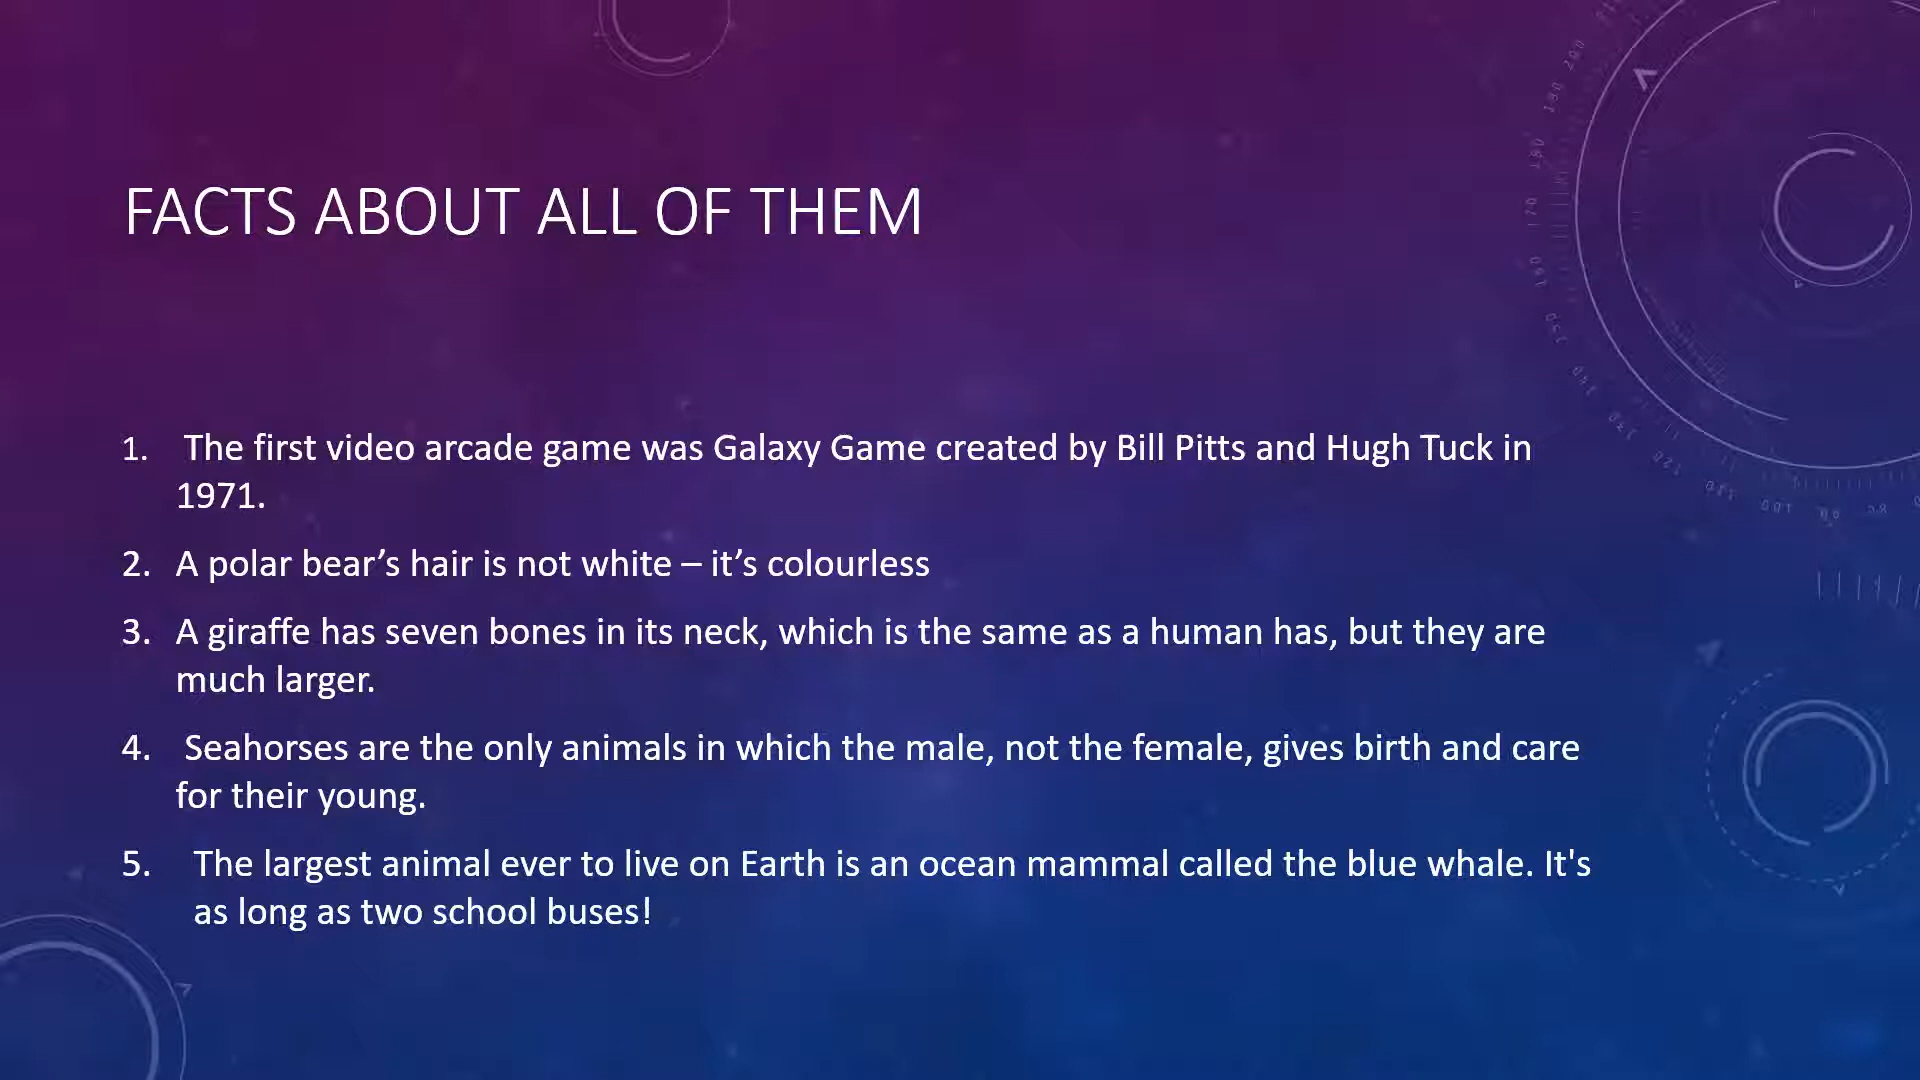 FACTS ABOUT ALL OF THEM
1. The first video arcade game was Galaxy Game created by Bill Pitts and Hugh Tuck in
1971.
2. A polar bear’s hair is not white – it’s colourless
3. A giraffe has seven bones in its neck, which is the same as a human has, but they are
much larger.
4. Seahorses are the only animals in which the male, not the female, gives birth and care
for their young.
5. The largest animal ever to live on Earth is an ocean mammal called the blue whale. It's
as long as two school buses!